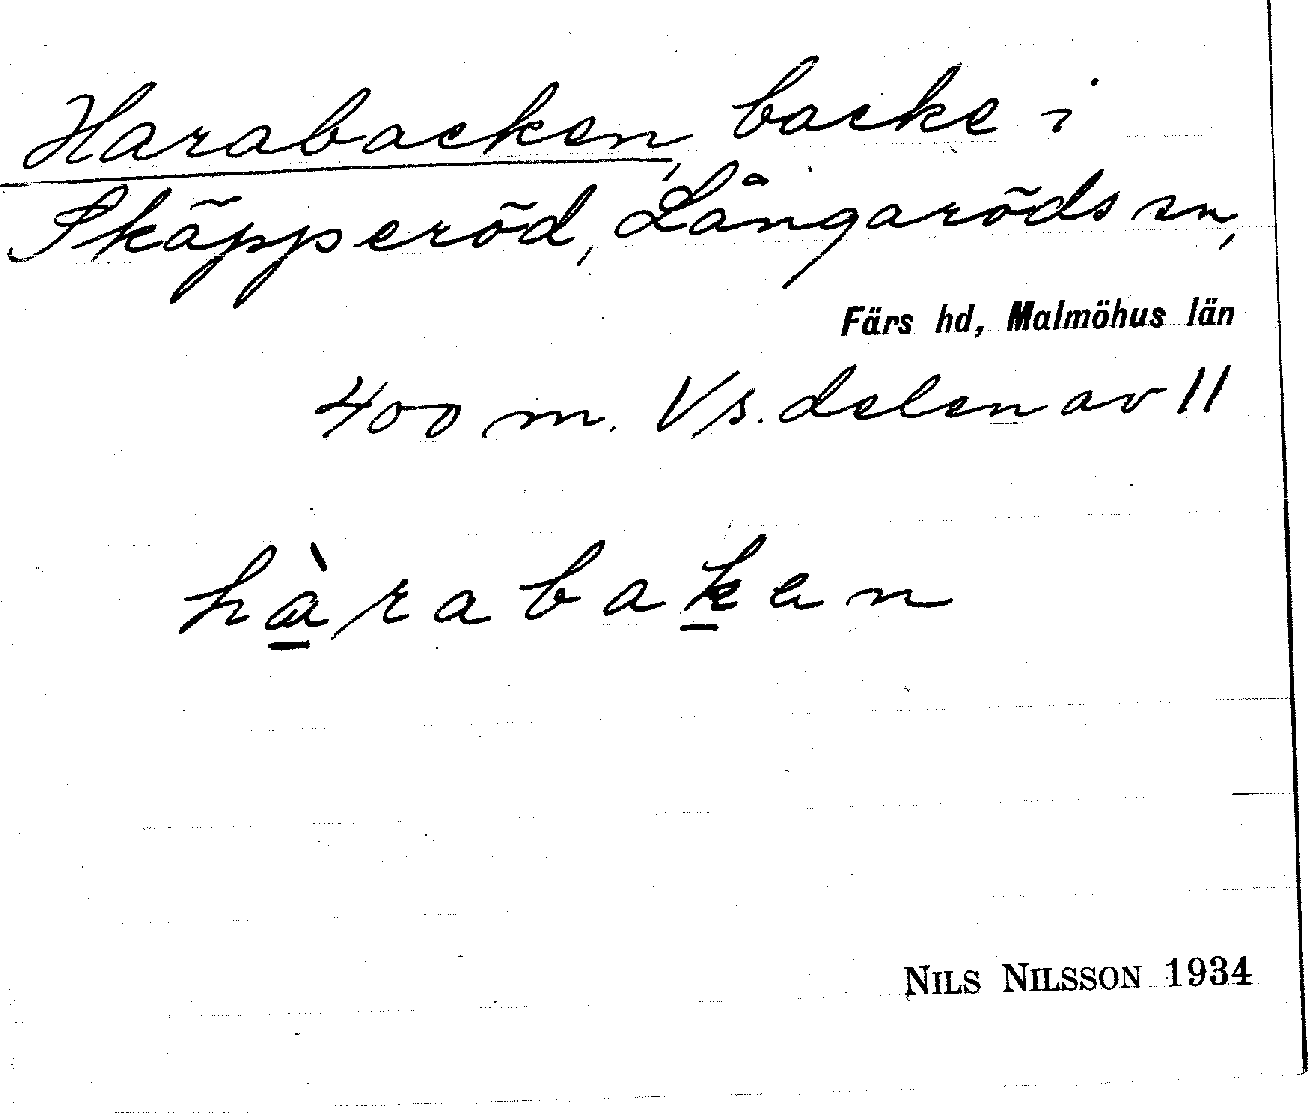 Harabacken, backe i
Skäpperöd, Långaröds sn,
Färs hd, Malmöhus län
400 m. V s. delen av 11
hàrabaken
NILS NILSSON 1934